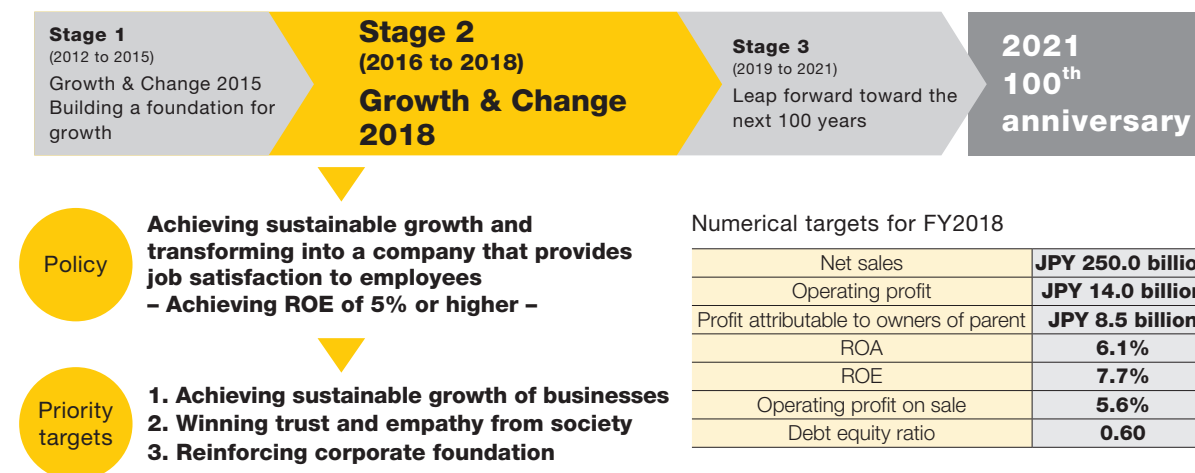 Stage 1
(2012 to 2015)
Growth & Change 2015
Building a foundation for
growth
Stage 2
(2016 to 2018)
Growth & Change
2018
Stage 3
(2019 to 2021)
Leap forward toward the
next 100 years
2021
100th
anniversary
Policy
Achieving sustainable growth and
transforming into a company that provides
job satisfaction to employees
– Achieving ROE of 5% or higher –
Priority
targets
1. Achieving sustainable growth of businesses
2. Winning trust and empathy from society
3. Reinforcing corporate foundation
Numerical targets for FY2018
Net sales JPY 250.0 billio
Operating profit JPY 14.0 billion
Profit attributable to owners of parent JPY 8.5 billion
ROA 6.1%
ROE 7.7%
Operating profit on sale 5.6%
Debt equity ratio 0.60